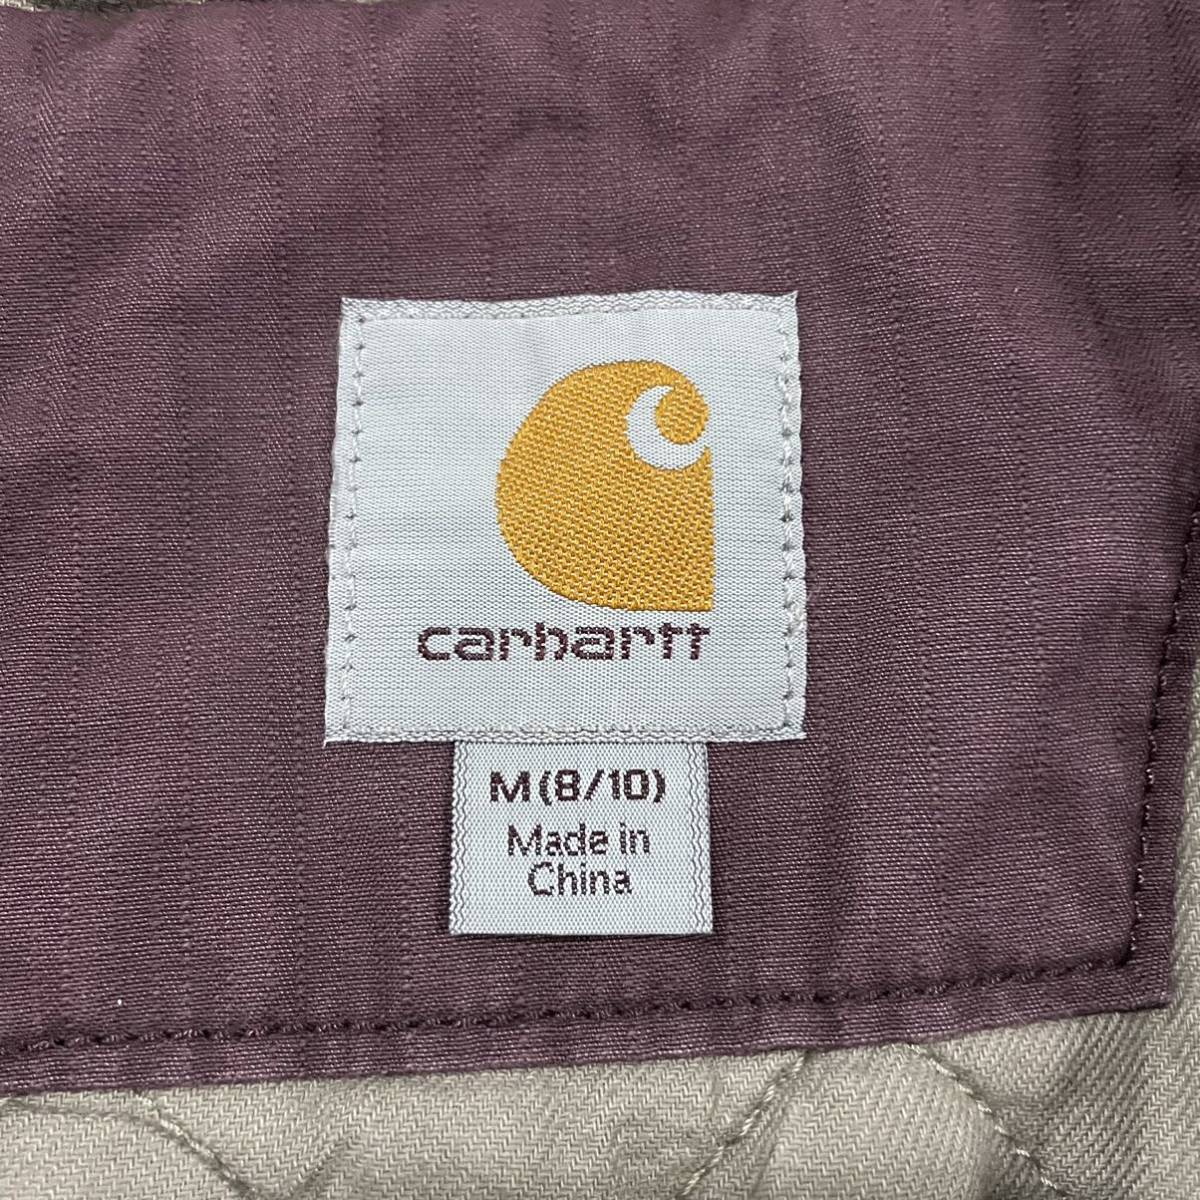 carhartt
M (8/10)
Made in
China